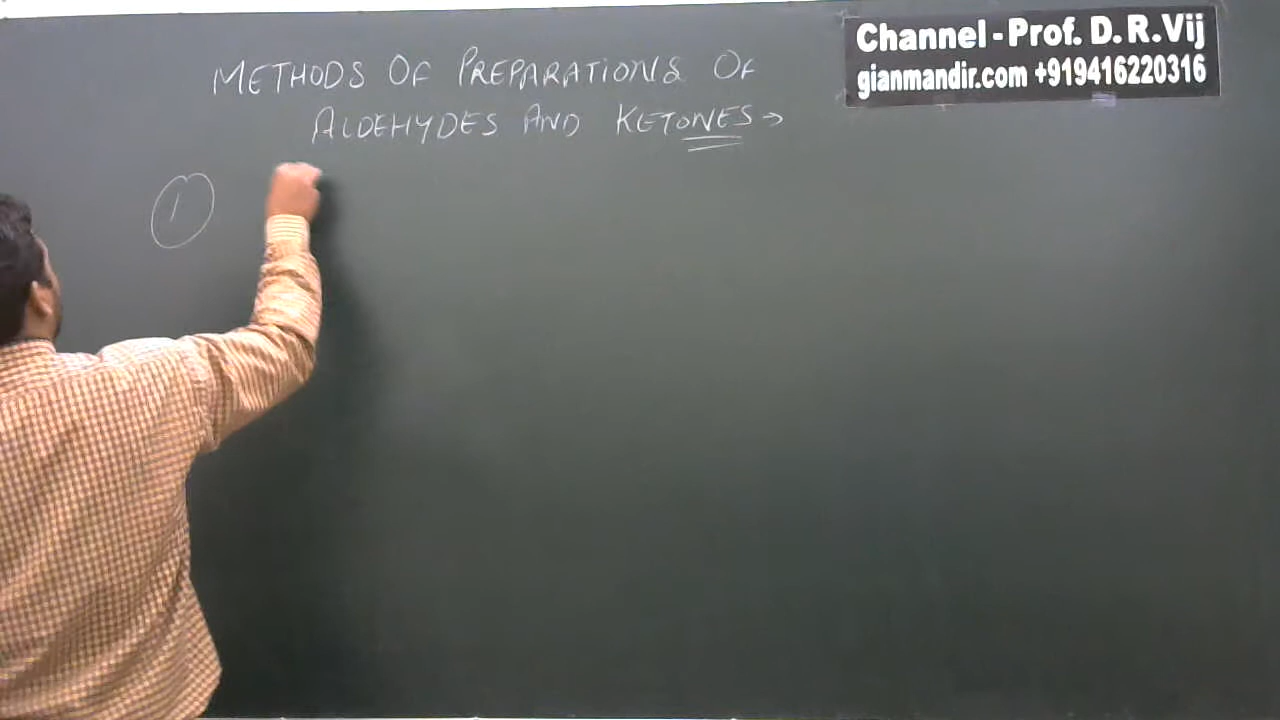 Channel - Prof. D. R. Vij
gianmandir.com +919416220316
METHODS OF PREPARATIONS OF
ALDEHYDES AND KETONES →
1